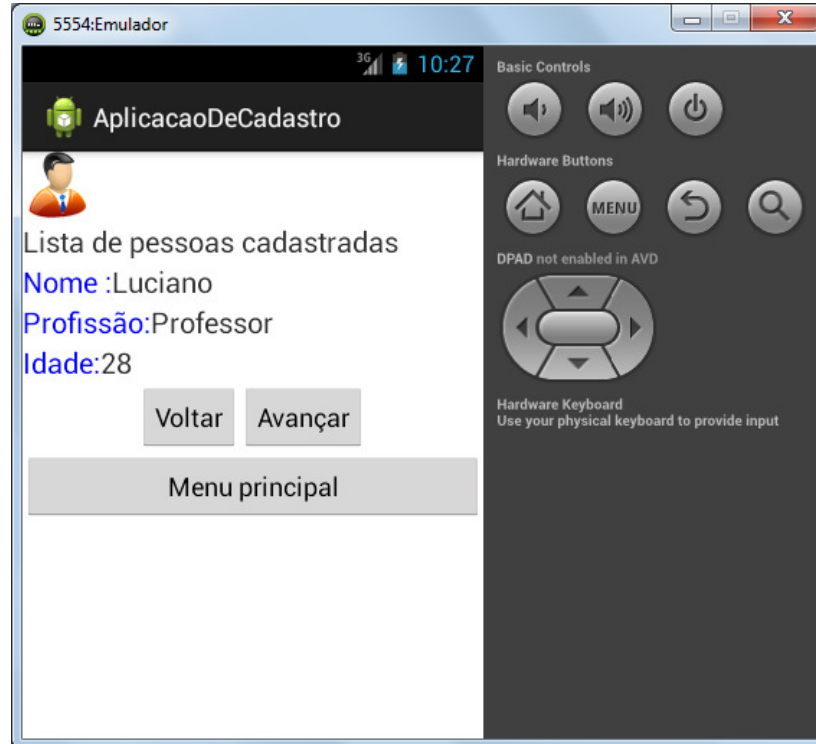 5554:Emulador
3G 10:27
AplicacaoDeCadastro
Lista de pessoas cadastradas
Nome :Luciano
Profissão:Professor
Idade:28
Voltar Avançar
Menu principal
Basic Controls
Hardware Buttons
MENU
DPAD not enabled in AVD
Hardware Keyboard
Use your physical keyboard to provide input